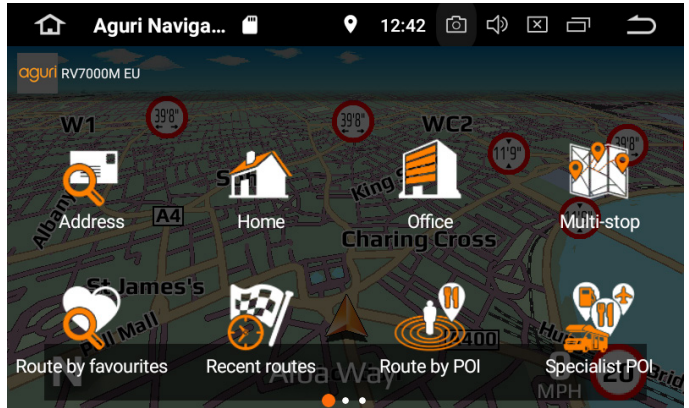 Aguri Naviga... 12:42
aguri RV7000M EU
39'8" 39'8"
W1 WC2 39'8"
11'9"
Address Home Office Multi-stop
A4
Charing Cross
St James's
Mall
Route by favourites Recent routes Route by POI Specialist POI
N Way 20
MPH